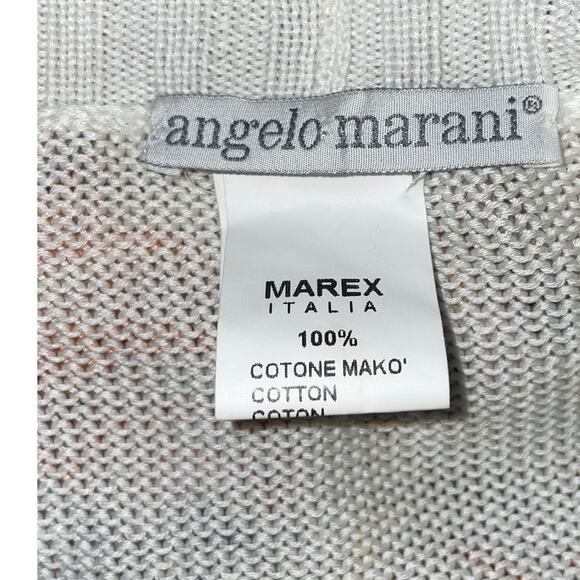 angelo marani®
MAREX
ITALIA
100%
COTONE MAKO'
COTTON
COTON